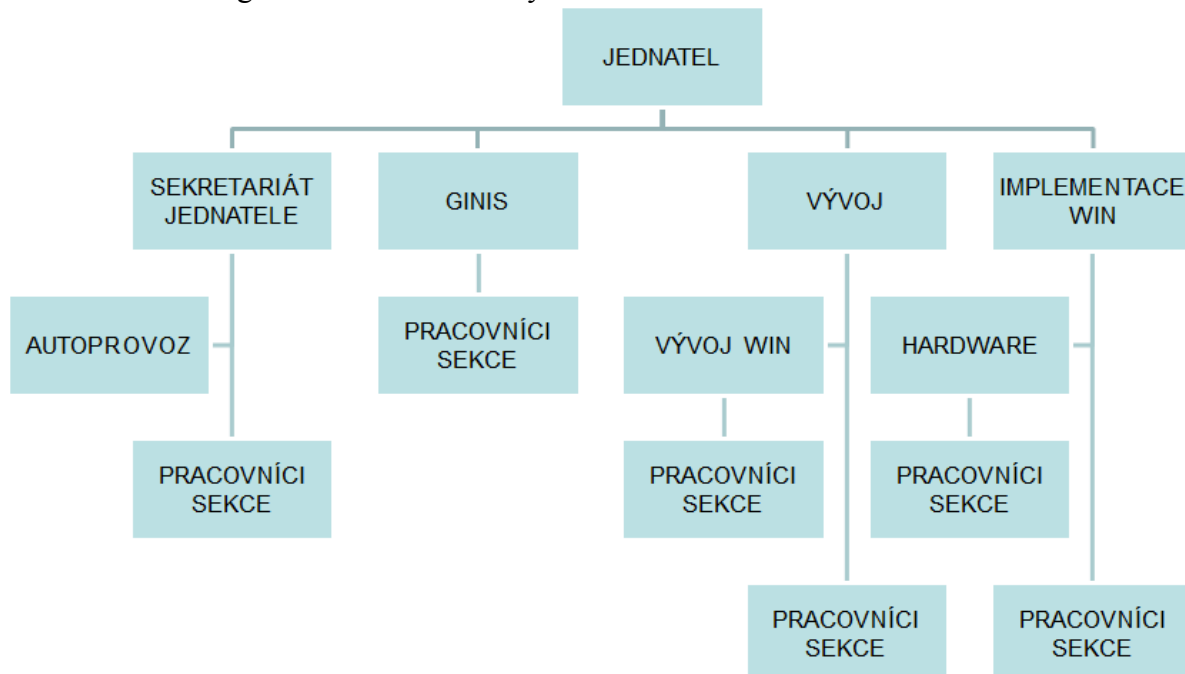 JEDNATEL
SEKRETARIÁT
JEDNATELE
GINIS
VÝVOJ
IMPLEMENTACE
WIN
AUTOPROVOZ
PRACOVNÍCI
SEKCE
VÝVOJ WIN
HARDWARE
PRACOVNÍCI
SEKCE
PRACOVNÍCI
SEKCE
PRACOVNÍCI
SEKCE
PRACOVNÍCI
SEKCE
PRACOVNÍCI
SEKCE